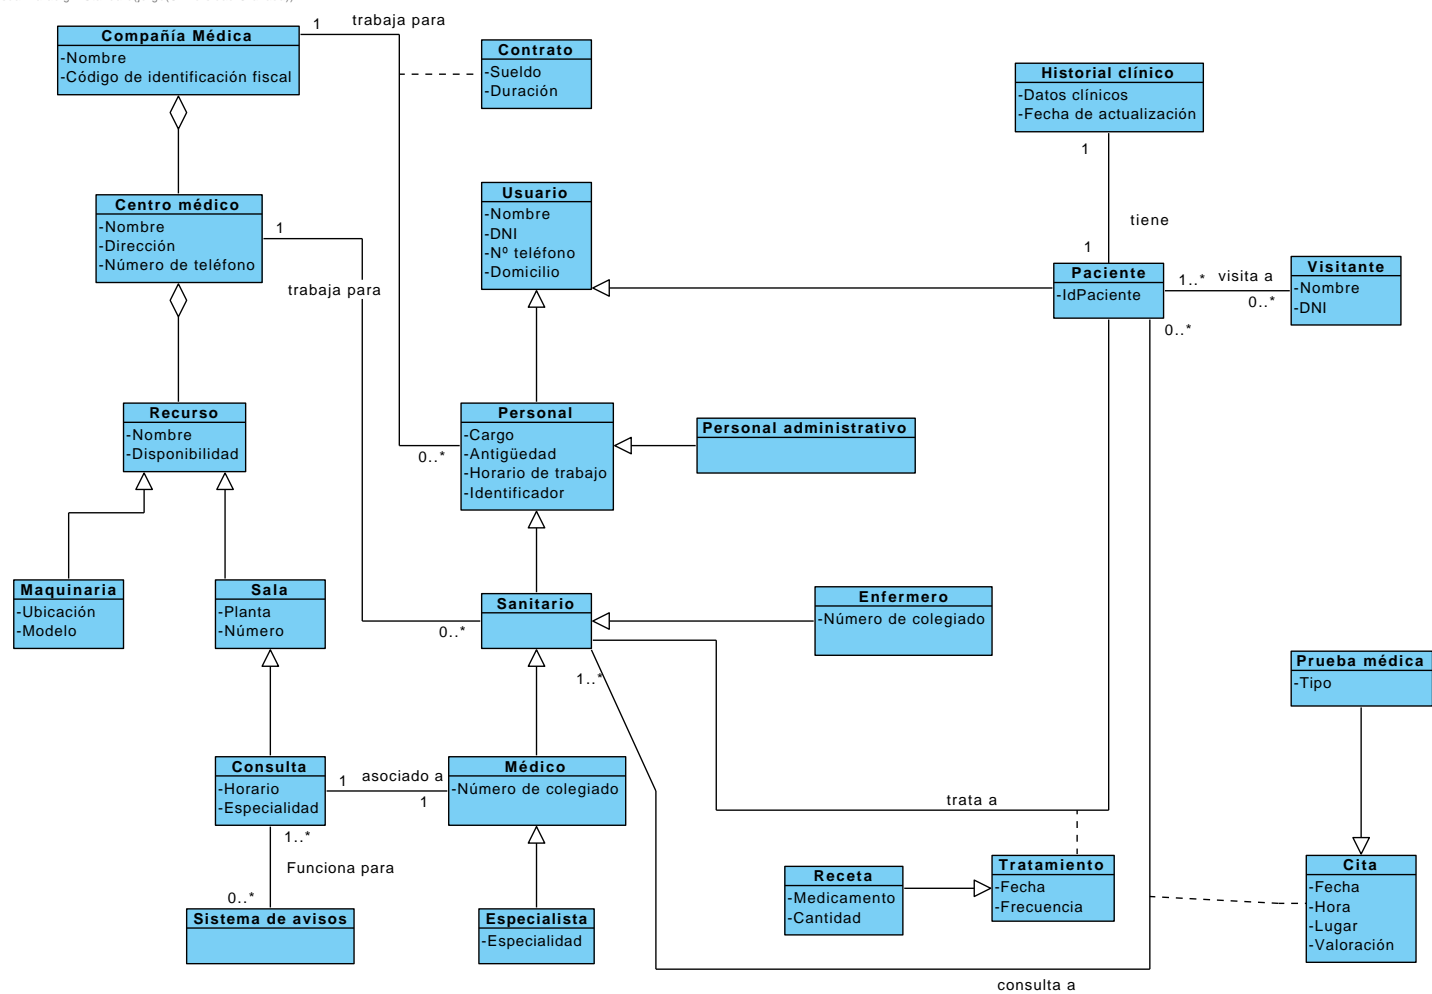 1
trabaja para
Compañía Médica
-Nombre
-Código de identificación fiscal
Contrato
-Sueldo
-Duración
Historial clínico
-Datos clínicos
-Fecha de actualización
1
tiene
1
Centro médico
-Nombre
-Dirección
-Número de teléfono
1
trabaja para
Usuario
-Nombre
-DNI
-Nº teléfono
-Domicilio
Paciente
-IdPaciente
1..*
visita a
0..*
0..*
Visitante
-Nombre
-DNI
Recurso
-Nombre
-Disponibilidad
0..*
Personal
-Cargo
-Antigüedad
-Horario de trabajo
-Identificador
Personal administrativo
Maquinaria
-Ubicación
-Modelo
Sala
-Planta
-Número
0..*
Sanitario
1..*
Enfermero
-Número de colegiado
Prueba médica
-Tipo
Consulta
-Horario
-Especialidad
1
asociado a
1
Médico
-Número de colegiado
trata a
1..*
Funciona para
0..*
Sistema de avisos
Especialista
-Especialidad
Receta
-Medicamento
-Cantidad
Tratamiento
-Fecha
-Frecuencia
Cita
-Fecha
-Hora
-Lugar
-Valoración
consulta a